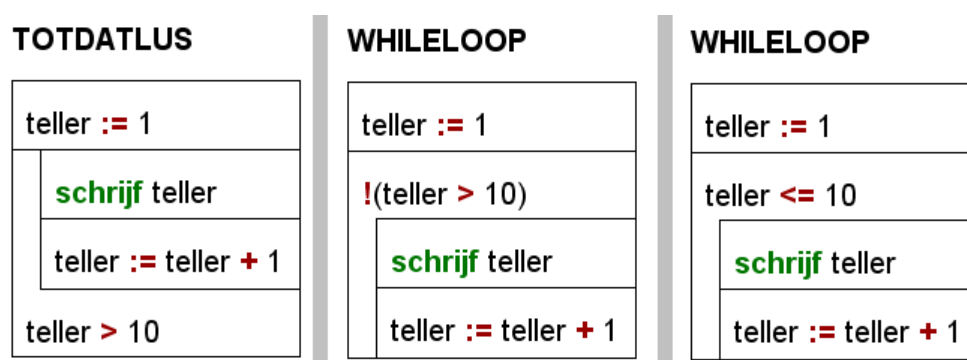 TOTDATLUS
teller := 1
schrijf teller
teller := teller + 1
teller > 10
WHILELOOP
teller := 1
!(teller > 10)
schrijf teller
teller := teller + 1
WHILELOOP
teller := 1
teller <= 10
schrijf teller
teller := teller + 1